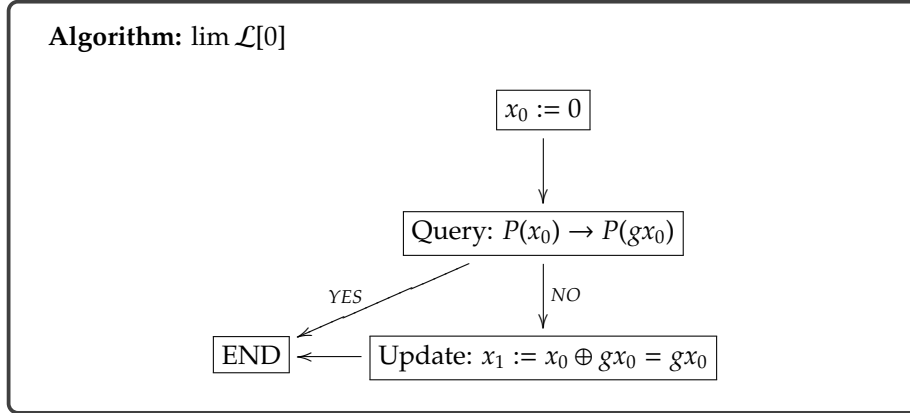 Algorithm: lim ℒ[0]
x₀ := 0
Query: P(x₀) → P(gx₀)
YES
NO
END
Update: x₁ := x₀ ⊕ gx₀ = gx₀